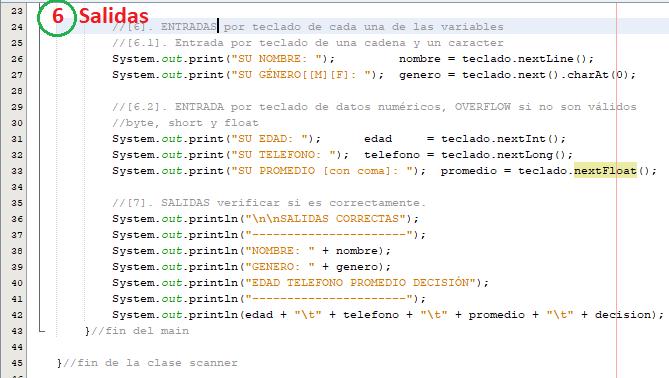 6 Salidas
23
24 //[6]. ENTRADAS por teclado de cada una de las variables
25 //[6.1]. Entrada por teclado de una cadena y un caracter
26 System.out.print("SU NOMBRE: "); nombre = teclado.nextLine();
27 System.out.print("SU GÉNERO[[M][F]: "); genero = teclado.next().charAt(0);
28
29 //[6.2]. ENTRADA por teclado de datos numéricos, OVERFLOW si no son válidos
30 //byte, short y float
31 System.out.print("SU EDAD: "); edad = teclado.nextInt();
32 System.out.print("SU TELEFONO: "); telefono = teclado.nextLong();
33 System.out.print("SU PROMEDIO [con coma]: "); promedio = teclado.nextFloat();
34
35 //[7]. SALIDAS verificar si es correctamente.
36 System.out.println("\n\nSALIDAS CORRECTAS");
37 System.out.println("---------------------");
38 System.out.println("NOMBRE: " + nombre);
39 System.out.println("GENERO: " + genero);
40 System.out.println("EDAD TELEFONO PROMEDIO DECISIÓN");
41 System.out.println("---------------------");
42 System.out.println(edad + "\t" + telefono + "\t" + promedio + "\t" + decision);
43 }//fin del main
44
45 }//fin de la clase scanner